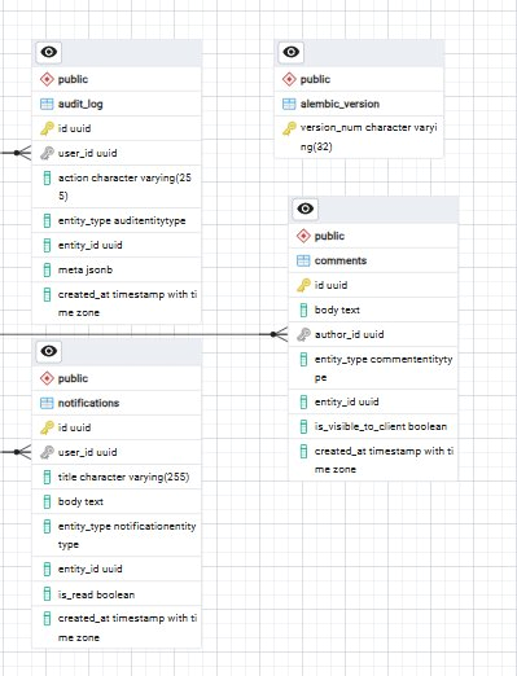 public
audit_log
id uuid
user_id uuid
action character varying(25
5)
entity_type auditentitytype
entity_id uuid
meta jsonb
created_at timestamp with ti
me zone
public
alembic_version
version_num character varyi
ng(32)
public
comments
id uuid
body text
author_id uuid
entity_type commententityty
pe
entity_id uuid
is_visible_to_client boolean
created_at timestamp with ti
me zone
public
notifications
id uuid
user_id uuid
title character varying(255)
body text
entity_type notificationentity
type
entity_id uuid
is_read boolean
created_at timestamp with ti
me zone